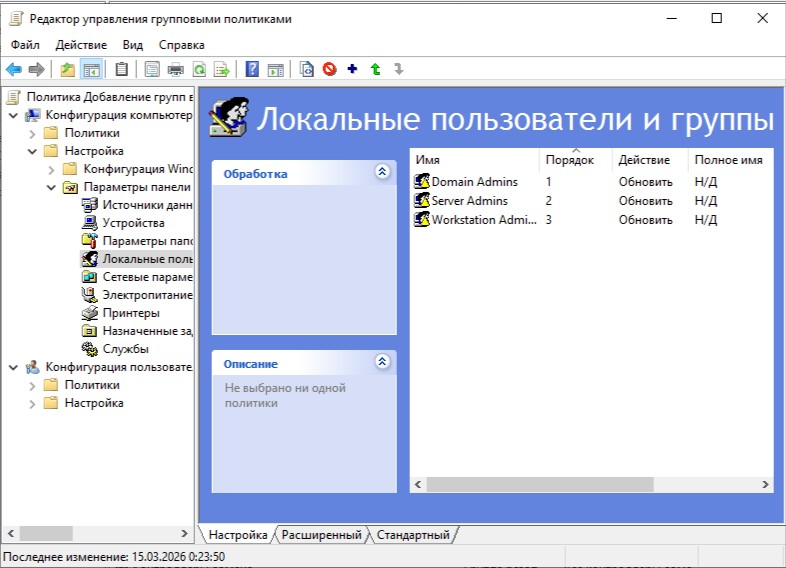 Редактор управления групповыми политиками
Файл Действие Вид Справка
Политика Добавление групп в
Конфигурация компьютер
Политики
Настройка
Конфигурация Winc
Параметры панели
Источники данн
Устройства
Параметры папо
Локальные поль
Сетевые параме
Электропитание
Принтеры
Назначенные за
Службы
Конфигурация пользовате
Политики
Настройка
Локальные пользователи и группы
Обработка
Описание
Не выбрано ни одной
политики
Имя Порядок Действие Полное имя
Domain Admins 1 Обновить Н/Д
Server Admins 2 Обновить Н/Д
Workstation Admi... 3 Обновить Н/Д
Настройка Расширенный Стандартный
Последнее изменение: 15.03.2026 0:23:50